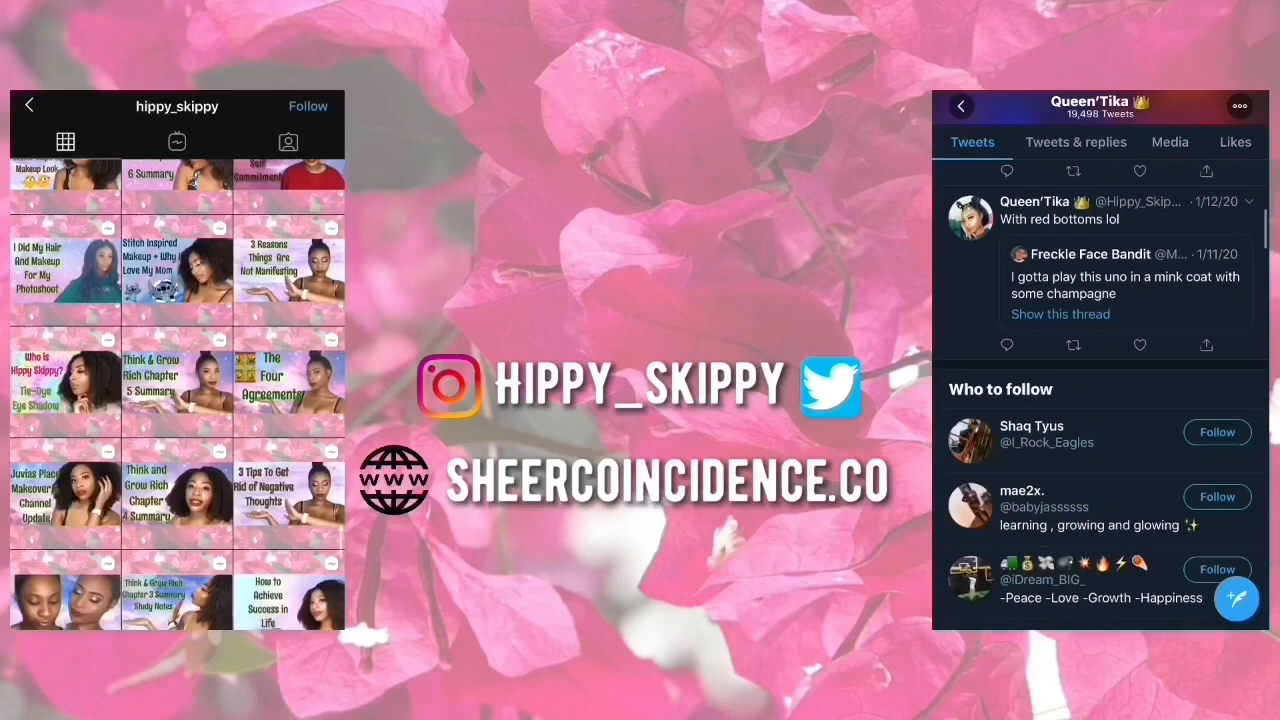 hippy_skippy
Follow
Makeup Look
6 Summary
Self
Commitment
I Did My Hair
And Makeup
For My
Photoshoot
Stitch Inspired
Makeup + Why I
Love My Mom
3 Reasons
Things Are
Not Manifesting
Who is
Hippy Skippy?
Tie-Dye
Eye Shadow
Think & Grow
Rich Chapter
5 Summary
The
Four
Agreements
Juvias Place
Makeover/
Channel
Update
Think and
Grow Rich
Chapter
4 Summary
3 Tips To Get
Rid of Negative
Thoughts
Think & Grow Rich
Chapter 3 Summary
Study Notes
How to
Achieve
Success in
Life
HIPPY_SKIPPY
WWW
SHEERCOINCIDENCE.CO
Queen'Tika 👑
19,498 Tweets
Tweets Tweets & replies Media Likes
Queen'Tika 👑 @Hippy_Skip... · 1/12/20
With red bottoms lol
Freckle Face Bandit @M... · 1/11/20
I gotta play this uno in a mink coat with
some champagne
Show this thread
Who to follow
Shaq Tyus
@I_Rock_Eagles
Follow
mae2x.
@babyjassssss
Follow
learning , growing and glowing ✨
@iDream_BIG_
Follow
-Peace -Love -Growth -Happiness